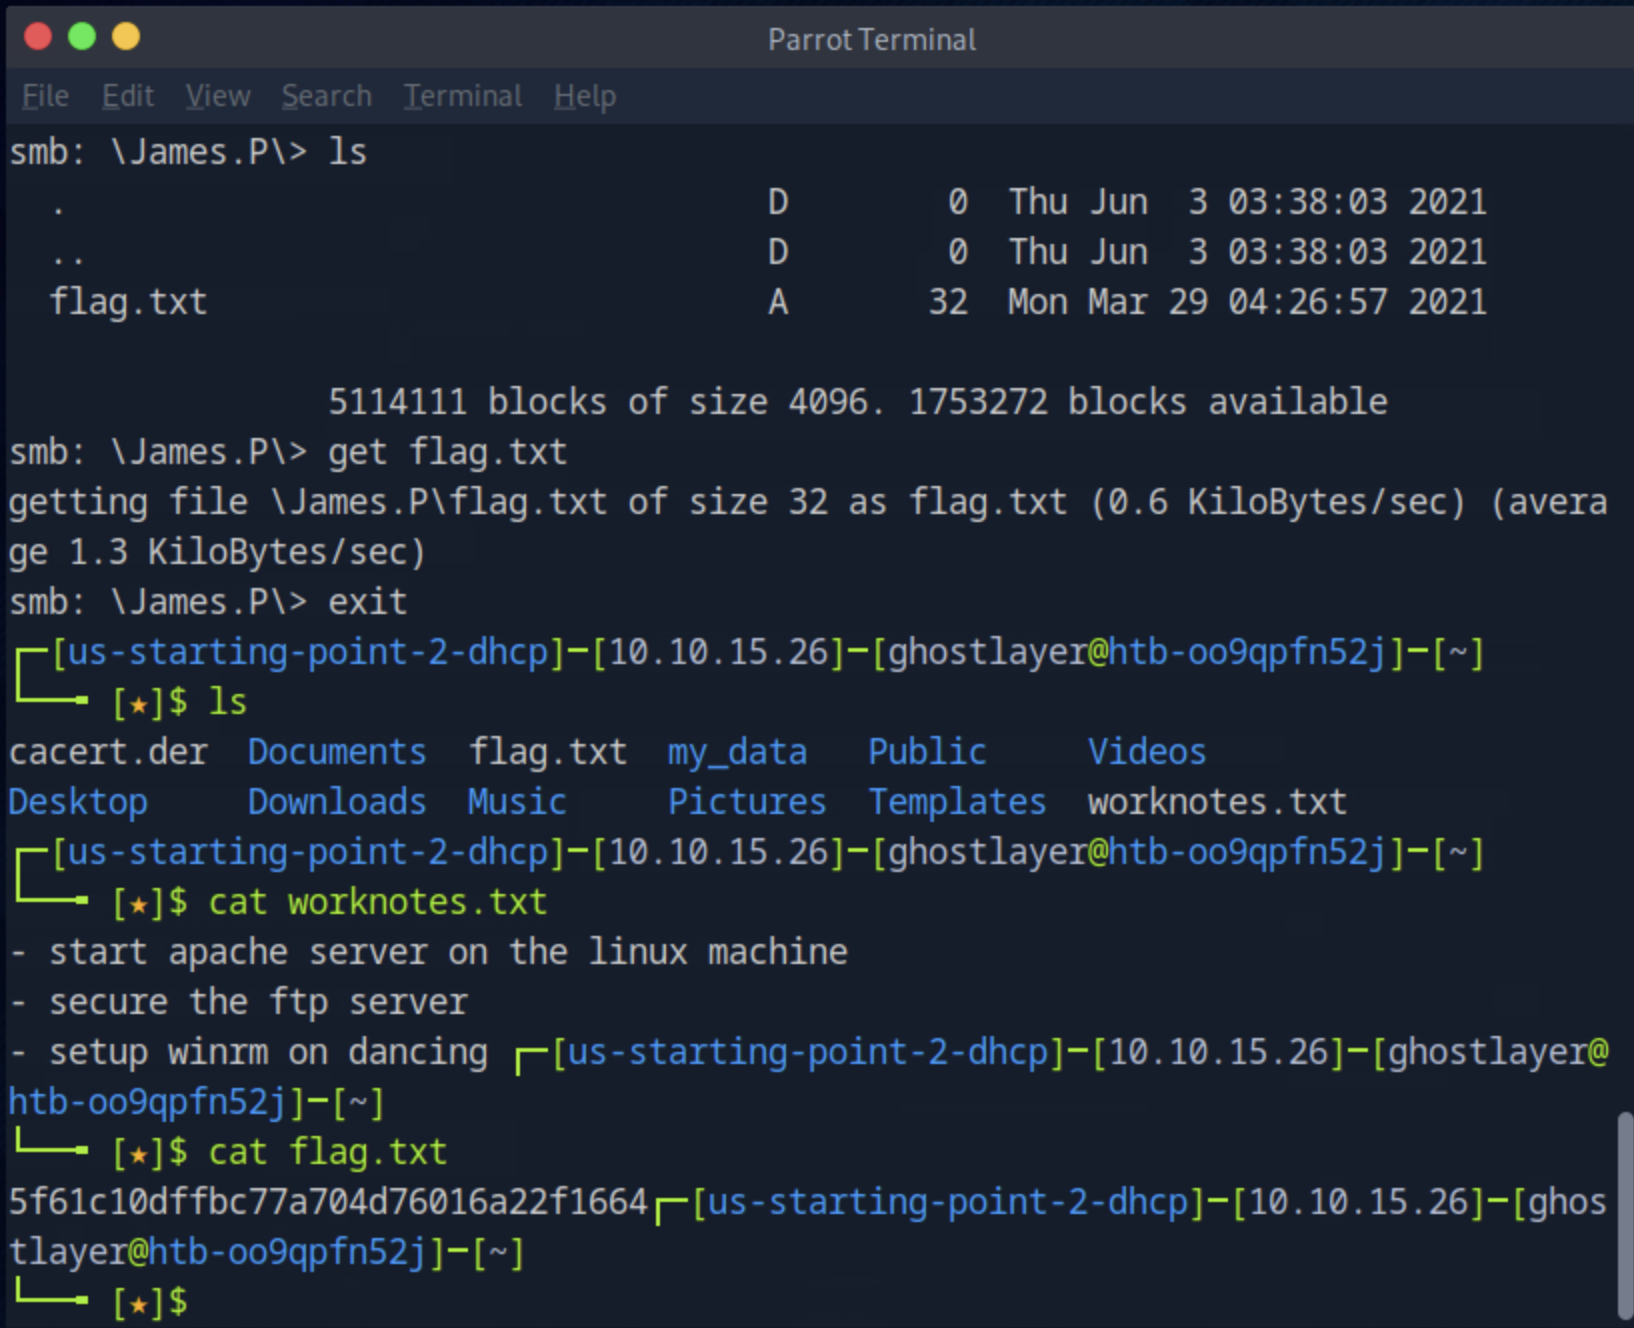 Parrot Terminal
File Edit View Search Terminal Help
smb: \James.P\> ls
  .                                   D        0  Thu Jun  3 03:38:03 2021
  ..                                  D        0  Thu Jun  3 03:38:03 2021
  flag.txt                            A       32  Mon Mar 29 04:26:57 2021
                5114111 blocks of size 4096. 1753272 blocks available
smb: \James.P\> get flag.txt
getting file \James.P\flag.txt of size 32 as flag.txt (0.6 KiloBytes/sec) (avera
ge 1.3 KiloBytes/sec)
smb: \James.P\> exit
┌─[us-starting-point-2-dhcp]─[10.10.15.26]─[ghostlayer@htb-oo9qpfn52j]─[~]
└──╼ [★]$ ls
cacert.der  Documents  flag.txt  my_data   Public     Videos
Desktop     Downloads  Music     Pictures  Templates  worknotes.txt
┌─[us-starting-point-2-dhcp]─[10.10.15.26]─[ghostlayer@htb-oo9qpfn52j]─[~]
└──╼ [★]$ cat worknotes.txt
- start apache server on the linux machine
- secure the ftp server
- setup winrm on dancing ┌─[us-starting-point-2-dhcp]─[10.10.15.26]─[ghostlayer@
htb-oo9qpfn52j]─[~]
└──╼ [★]$ cat flag.txt
5f61c10dffbc77a704d76016a22f1664┌─[us-starting-point-2-dhcp]─[10.10.15.26]─[ghos
tlayer@htb-oo9qpfn52j]─[~]
└──╼ [★]$